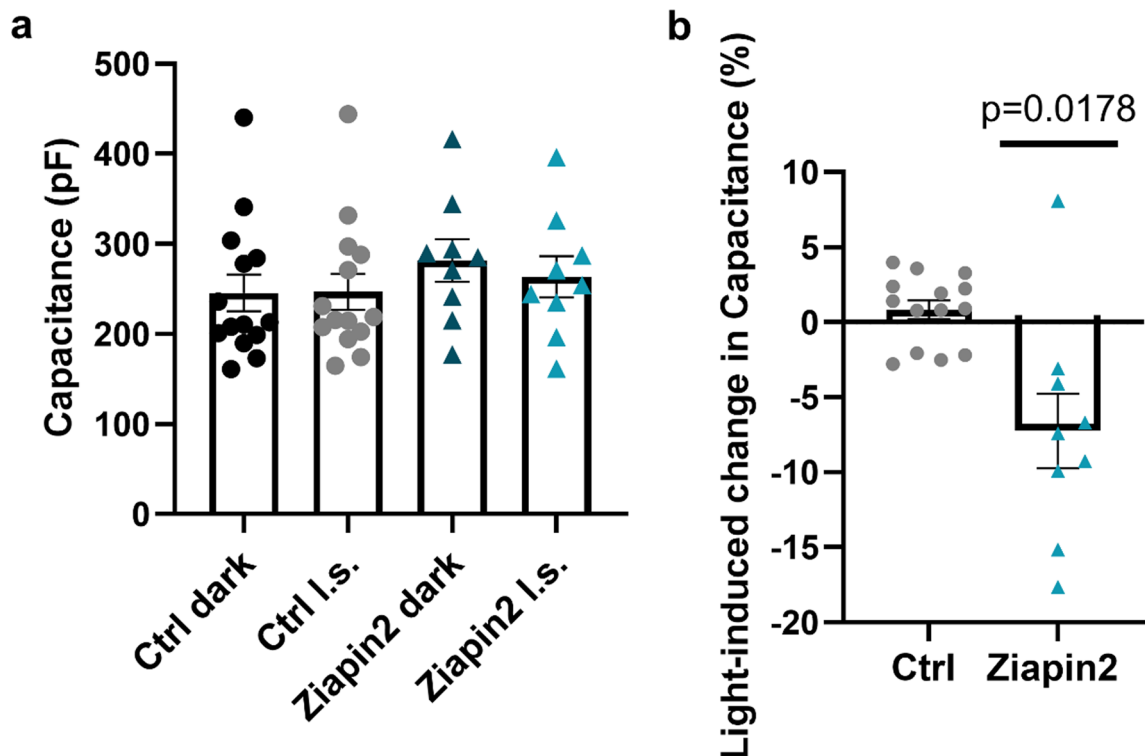 a
Capacitance (pF)
500
400
300
200
100
0
Ctrl dark
Ctrl l.s.
Ziapin2 dark
Ziapin2 l.s.
b
Light-induced change in Capacitance (%)
p=0.0178
10
5
0
-5
-10
-15
-20
Ctrl
Ziapin2